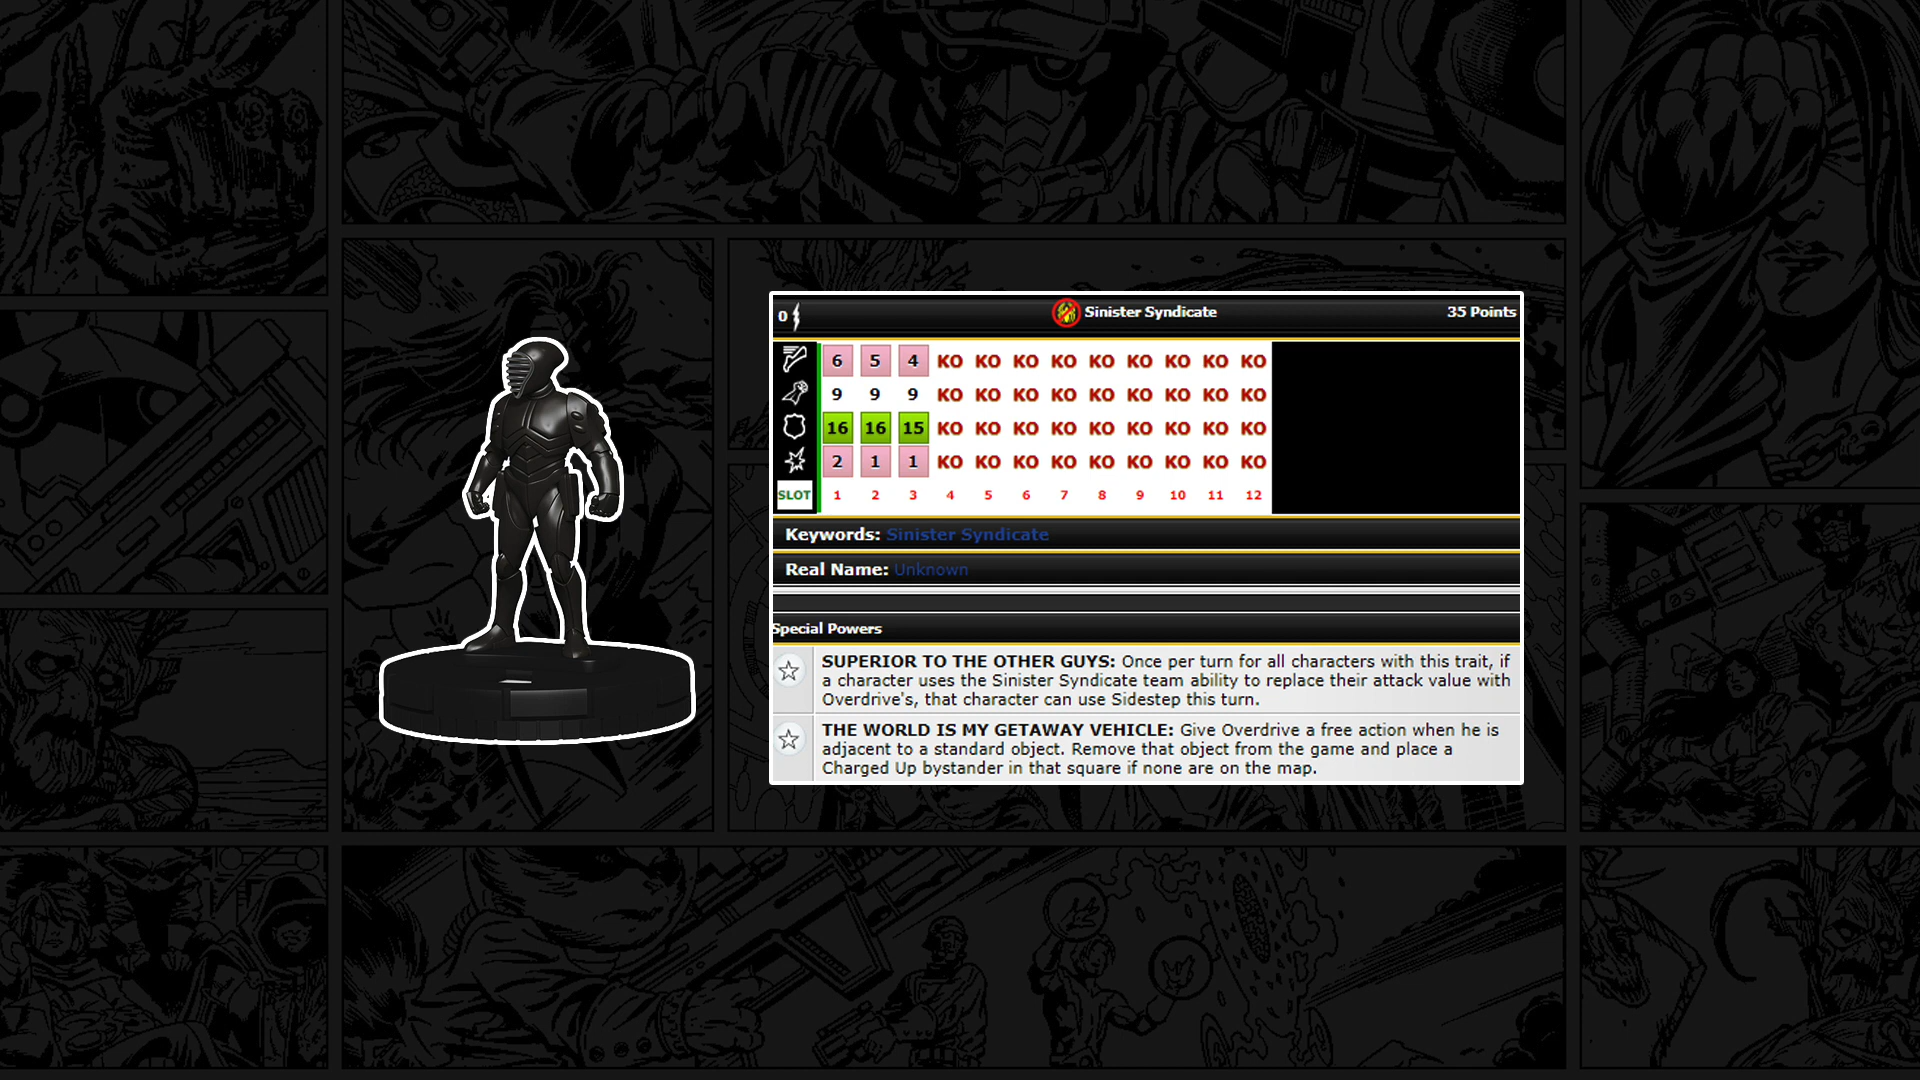 0 Sinister Syndicate 35 Points
6 5 4 KO KO KO KO KO KO KO KO KO
9 9 9 KO KO KO KO KO KO KO KO KO
16 16 15 KO KO KO KO KO KO KO KO KO
2 1 1 KO KO KO KO KO KO KO KO KO
SLOT 1 2 3 4 5 6 7 8 9 10 11 12
Keywords: Sinister Syndicate
Real Name: Unknown
Special Powers
SUPERIOR TO THE OTHER GUYS: Once per turn for all characters with this trait, if
a character uses the Sinister Syndicate team ability to replace their attack value with
Overdrive's, that character can use Sidestep this turn.
THE WORLD IS MY GETAWAY VEHICLE: Give Overdrive a free action when he is
adjacent to a standard object. Remove that object from the game and place a
Charged Up bystander in that square if none are on the map.